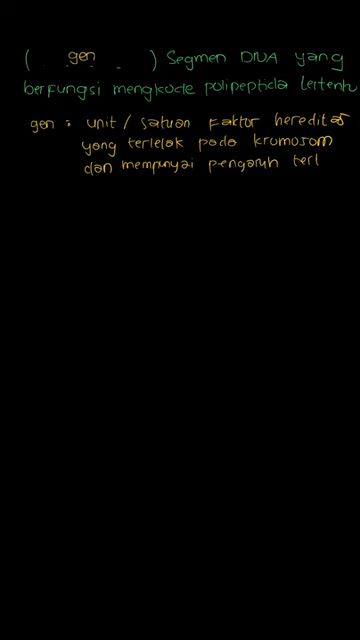 ( gen ) Segmen DNA yang
berfungsi mengkode polipeptida tertentu
gen : unit / satuan faktor hereditas
yang terletak pada kromosom
dan mempunyai pengaruh terl